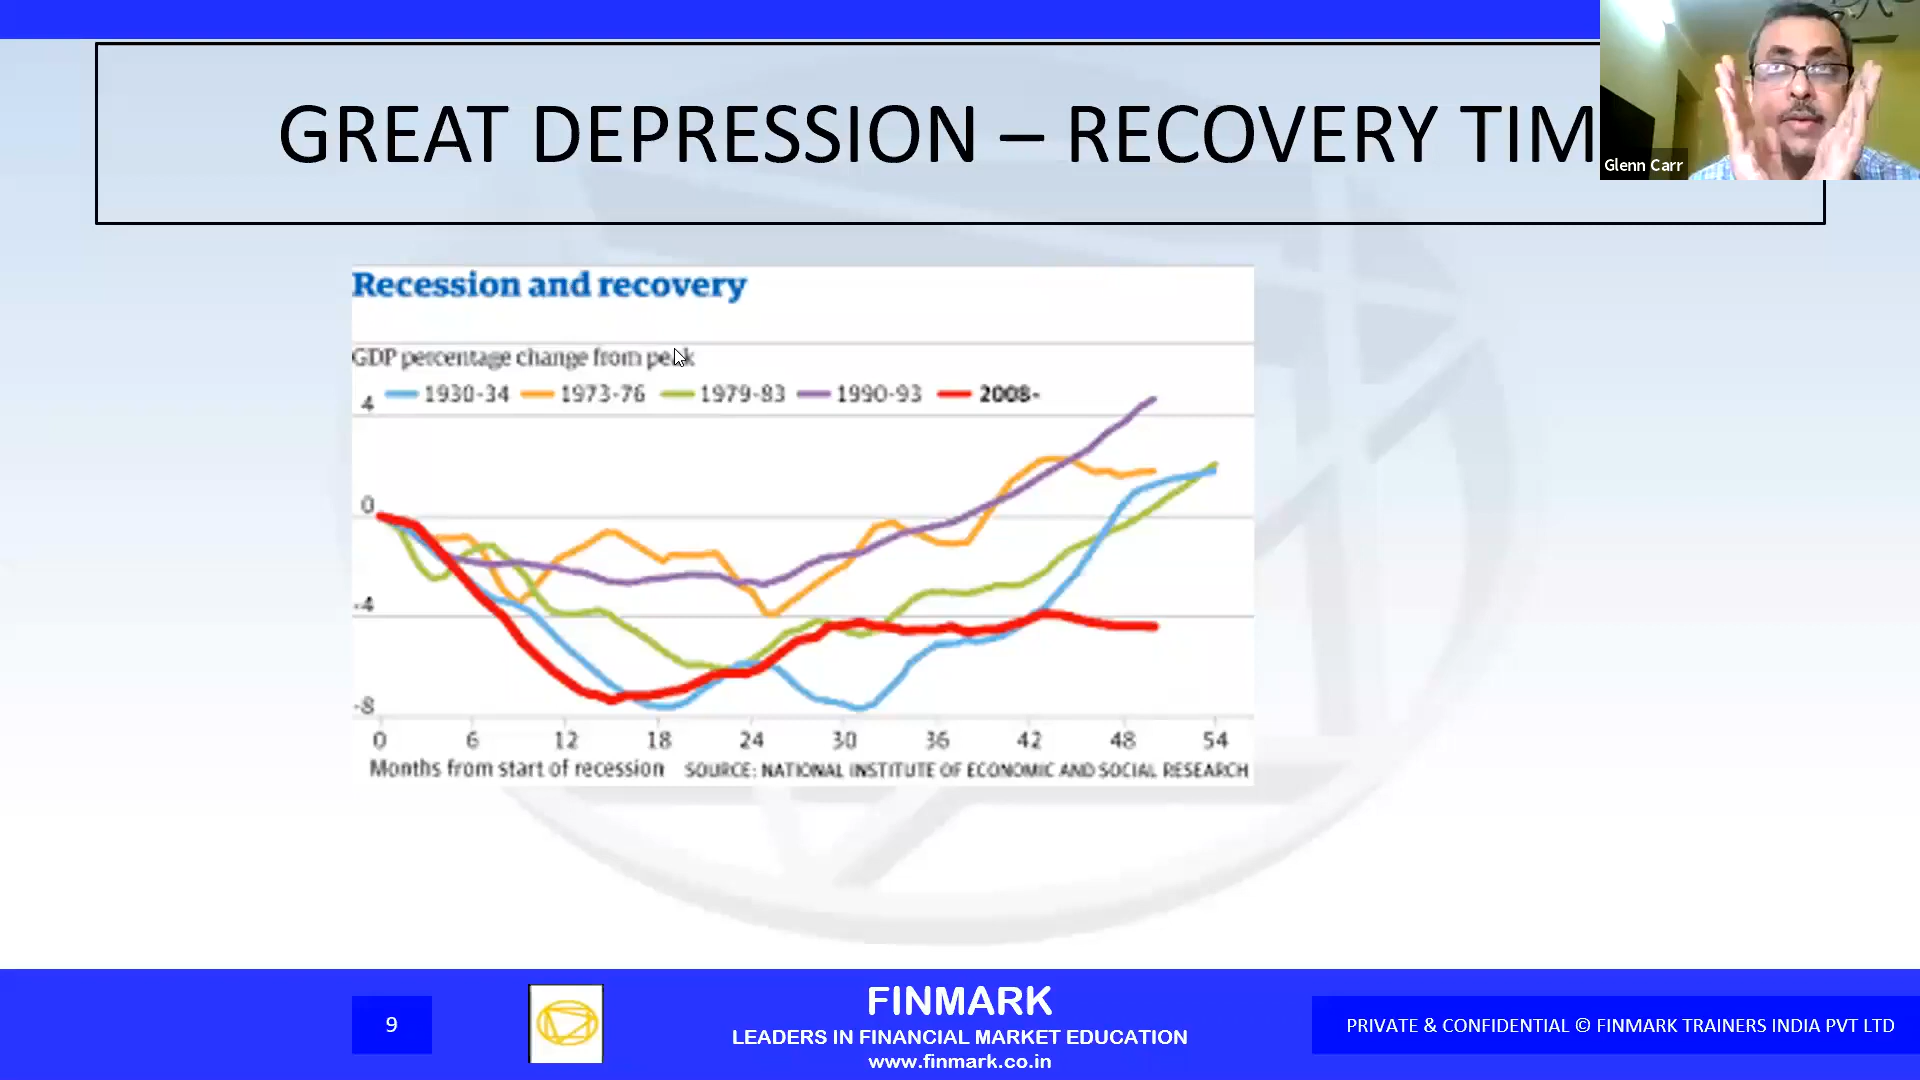 GREAT DEPRESSION – RECOVERY TIM
Glenn Carr
Recession and recovery
GDP percentage change from peak
1930-34 1973-76 1979-83 1990-93 2008-
4
0
-4
-8
0 6 12 18 24 30 36 42 48 54
Months from start of recession SOURCE: NATIONAL INSTITUTE OF ECONOMIC AND SOCIAL RESEARCH
9
FINMARK
LEADERS IN FINANCIAL MARKET EDUCATION
www.finmark.co.in
PRIVATE & CONFIDENTIAL © FINMARK TRAINERS INDIA PVT LTD